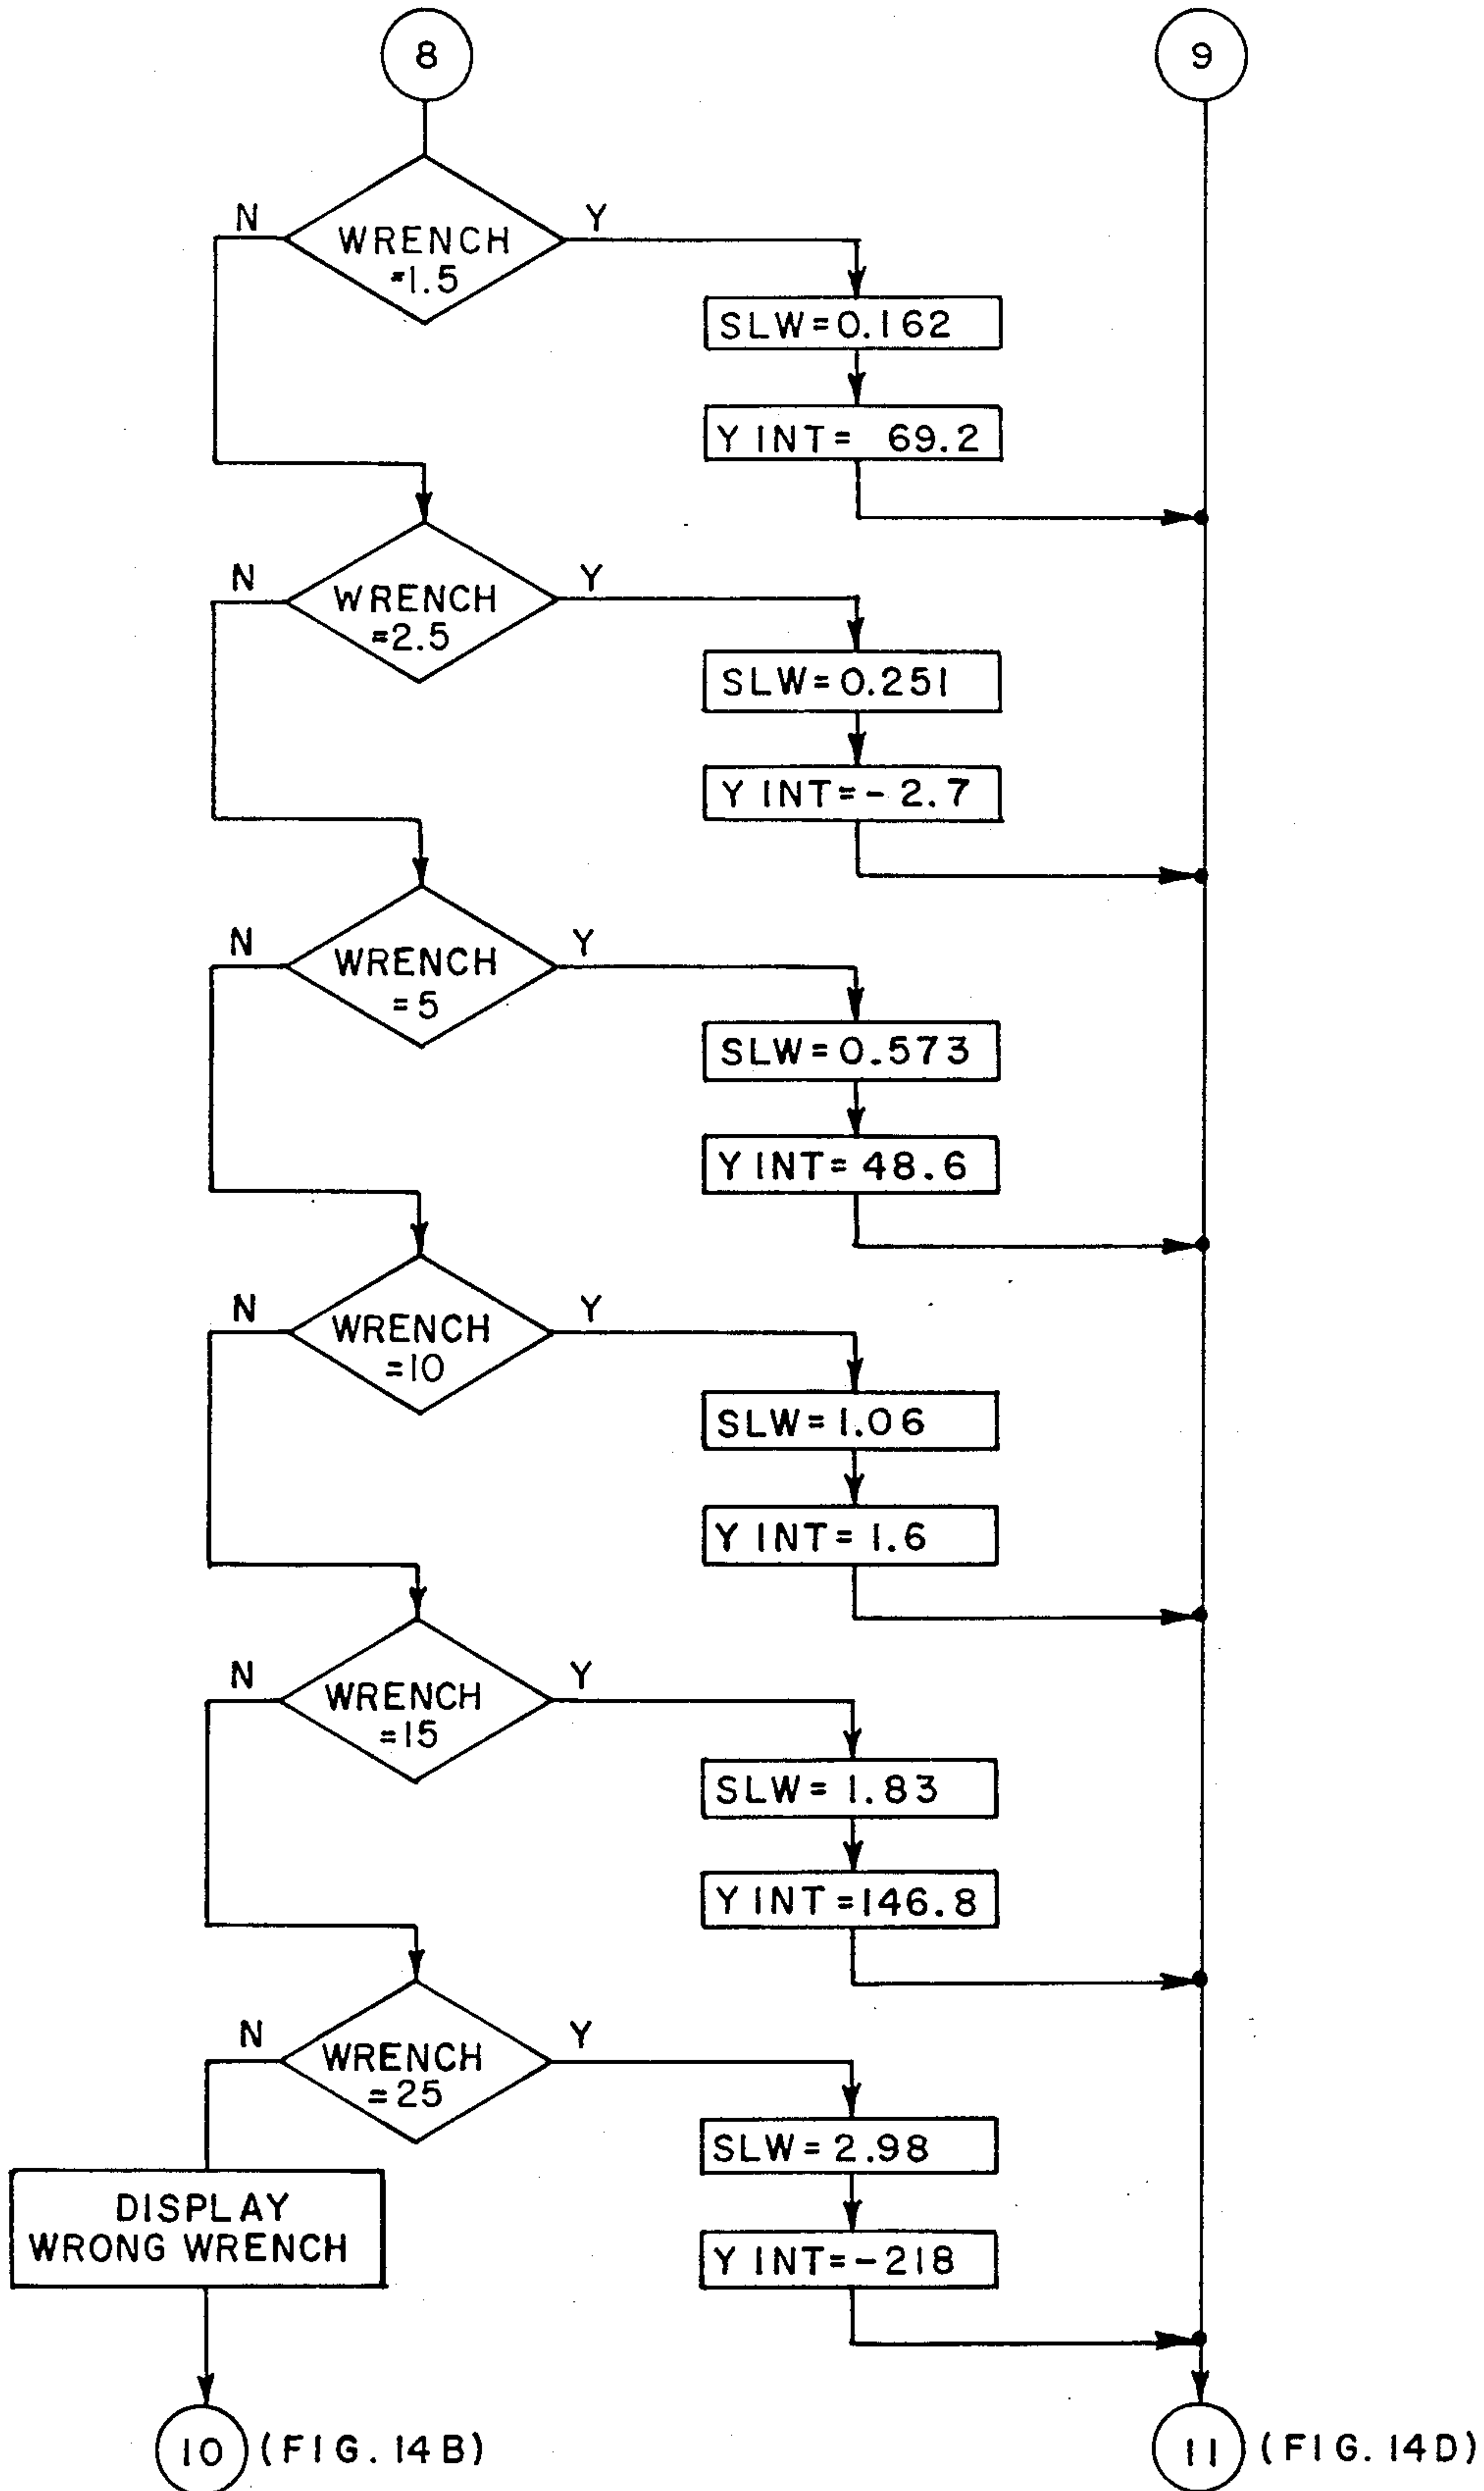 8
9
N
Y
WRENCH
=1.5
SLW=0.162
Y INT= 69.2
N
Y
WRENCH
=2.5
SLW=0.251
Y INT=-2.7
N
Y
WRENCH
=5
SLW=0.573
Y INT=48.6
N
Y
WRENCH
=10
SLW=1.06
Y INT=1.6
N
Y
WRENCH
=15
SLW=1.83
Y INT=146.8
N
Y
WRENCH
=25
SLW=2.98
Y INT=-218
DISPLAY
WRONG WRENCH
10 (FIG. 14B)
11 (FIG. 14D)